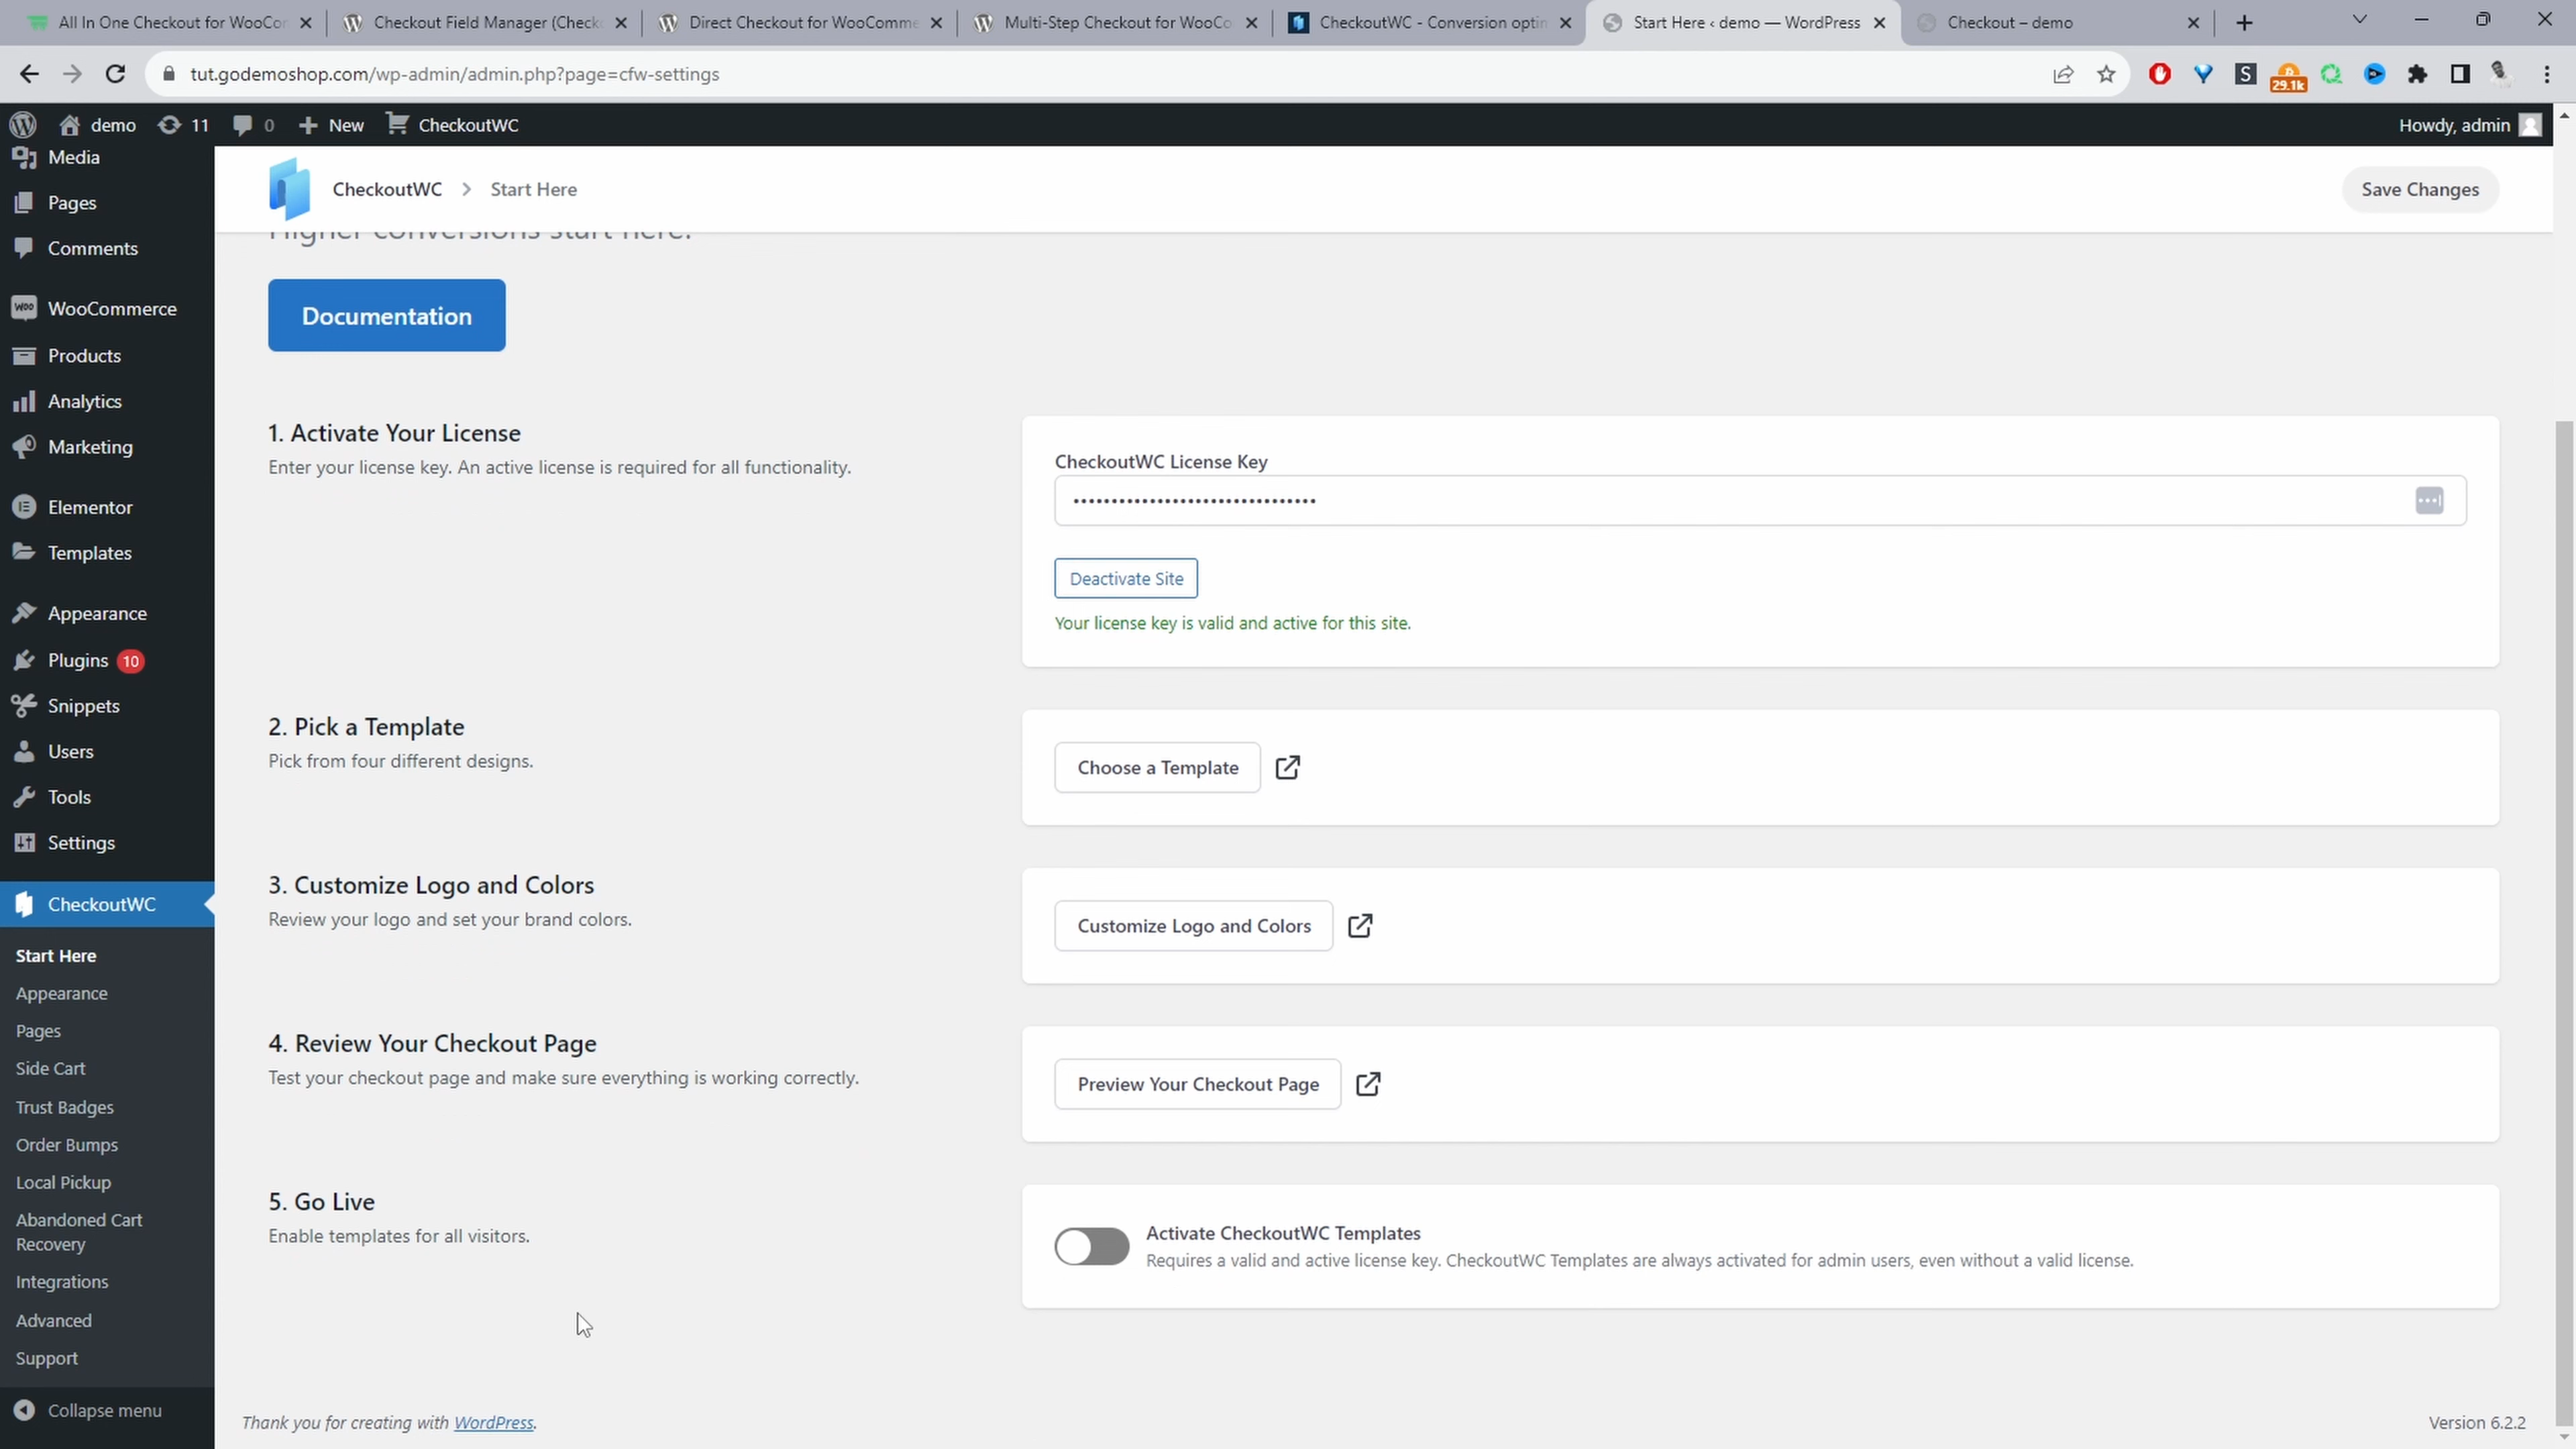 All In One Checkout for WooCo
Checkout Field Manager (Check
Direct Checkout for WooComme
Multi-Step Checkout for WooCo
CheckoutWC - Conversion optin
Start Here ‹ demo — WordPress
Checkout – demo
tut.godemoshop.com/wp-admin/admin.php?page=cfw-settings
29.1k
demo
11
0
New
CheckoutWC
Howdy, admin
Media
Pages
Comments
WooCommerce
Products
Analytics
Marketing
Elementor
Templates
Appearance
Plugins 10
Snippets
Users
Tools
Settings
CheckoutWC
Start Here
Appearance
Pages
Side Cart
Trust Badges
Order Bumps
Local Pickup
Abandoned Cart
Recovery
Integrations
Advanced
Support
Collapse menu
CheckoutWC
Start Here
Save Changes
Higher conversions start here.
Documentation
1. Activate Your License
Enter your license key. An active license is required for all functionality.
CheckoutWC License Key
Deactivate Site
Your license key is valid and active for this site.
2. Pick a Template
Pick from four different designs.
Choose a Template
3. Customize Logo and Colors
Review your logo and set your brand colors.
Customize Logo and Colors
4. Review Your Checkout Page
Test your checkout page and make sure everything is working correctly.
Preview Your Checkout Page
5. Go Live
Enable templates for all visitors.
Activate CheckoutWC Templates
Requires a valid and active license key. CheckoutWC Templates are always activated for admin users, even without a valid license.
Thank you for creating with WordPress.
Version 6.2.2